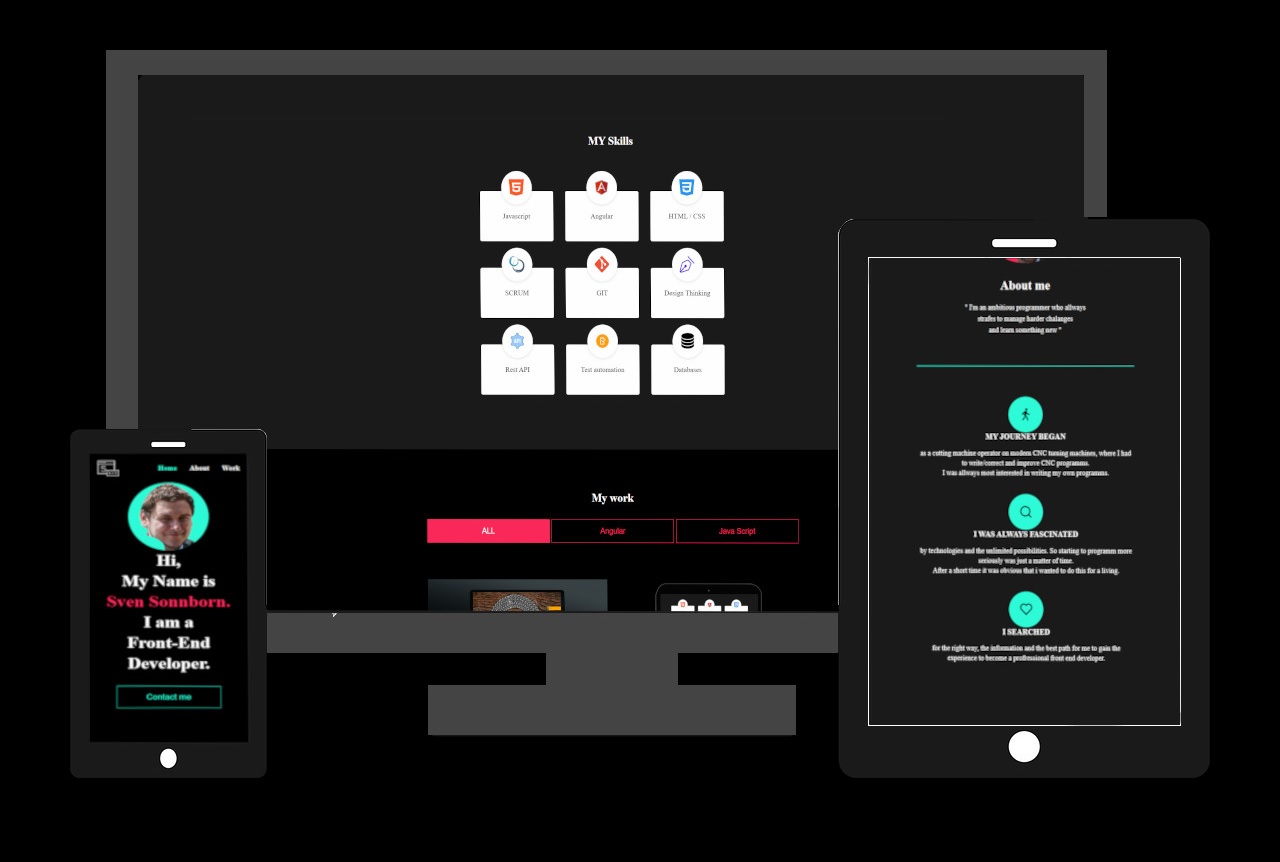 MY Skills
Javascript
Angular
HTML / CSS
SCRUM
GIT
Design Thinking
Rest API
Test automation
Databases
My work
ALL
Angular
Java Script
Home About Work
Hi,
My Name is
Sven Sonnborn.
I am a
Front-End
Developer.
Contact me
About me
" I'm an ambitious programmer who allways
strafes to manage harder chalanges
and learn something new "
MY JOURNEY BEGAN
as a cutting machine operator on modern CNC turning machines, where I had
to write/correct and improve CNC programms.
I was allways most interested in writing my own programms.
I WAS ALWAYS FASCINATED
by technologies and the unlimited possibilities. So starting to programm more
seriously was just a matter of time.
After a short time it was obvious that i wanted to do this for a living.
I SEARCHED
for the right way, the information and the best path for me to gain the
experience to become a proffessional front end developer.